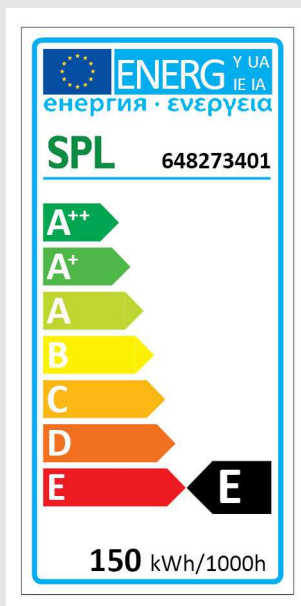 ENERG Y UA
IE IA
енергия · ενεργεια
SPL 648273401
A++
A+
A
B
C
D
E E
150 kWh/1000h